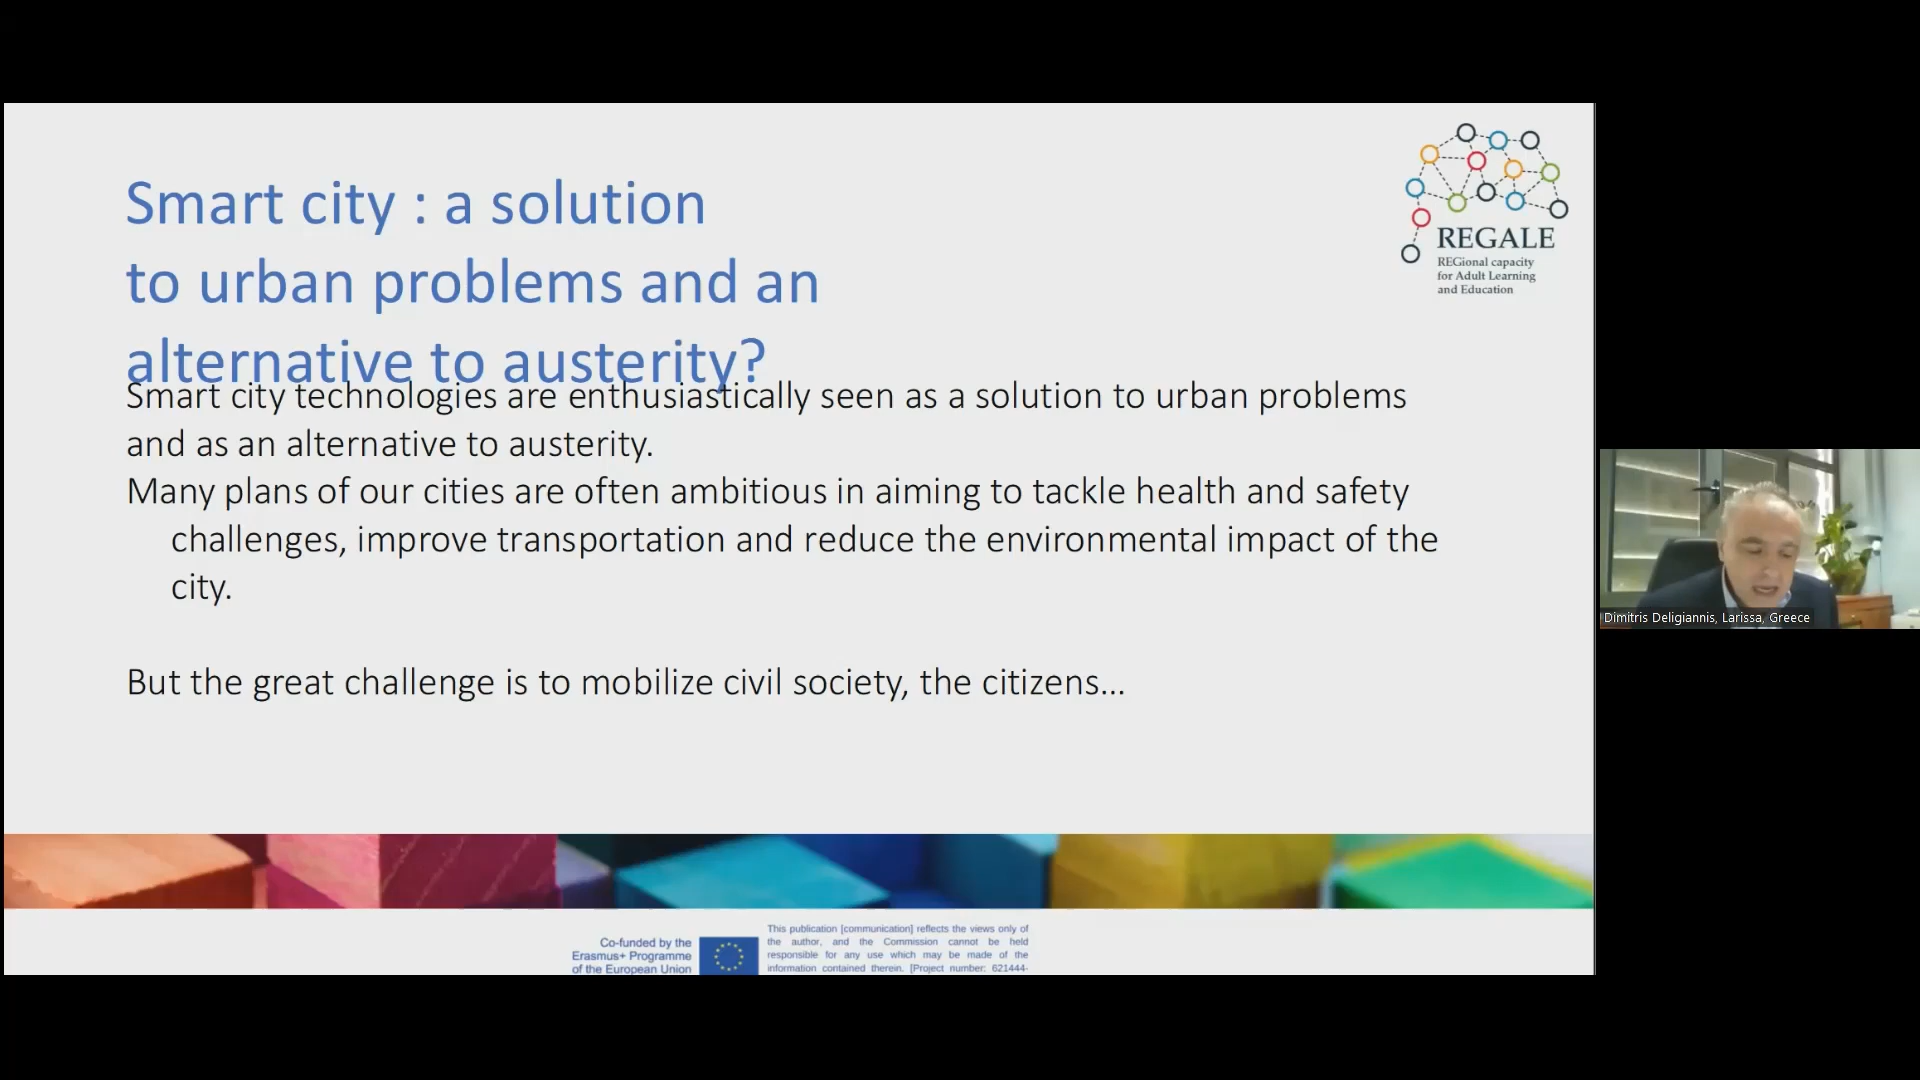 Smart city : a solution
to urban problems and an
alternative to austerity?
Smart city technologies are enthusiastically seen as a solution to urban problems
and as an alternative to austerity.
Many plans of our cities are often ambitious in aiming to tackle health and safety
challenges, improve transportation and reduce the environmental impact of the
city.
But the great challenge is to mobilize civil society, the citizens...
REGALE
REGional capacity
for Adult Learning
and Education
Dimitris Deligiannis, Larissa, Greece
Co-funded by the
Erasmus+ Programme
of the European Union
This publication [communication] reflects the views only of
the author, and the Commission cannot be held
responsible for any use which may be made of the
information contained therein. [Project number: 621444-